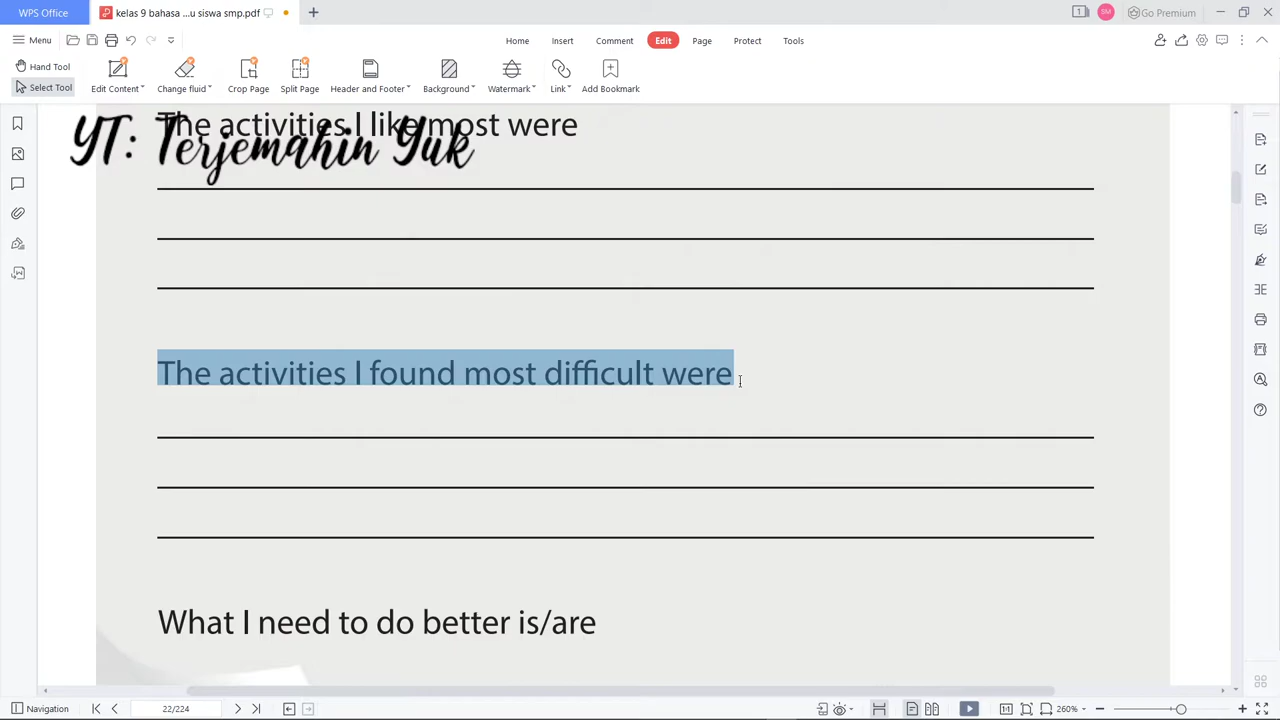 WPS Office
kelas 9 bahasa ...u siswa smp.pdf
1
SM
Go Premium
Menu
Home
Insert
Comment
Edit
Page
Protect
Tools
Hand Tool
Select Tool
Edit Content
Change fluid
Crop Page
Split Page
Header and Footer
Background
Watermark
Link
Add Bookmark
The activities I like most were
YT: Terjemahin Yuk
The activities I found most difficult were
What I need to do better is/are
Navigation
22/224
260%